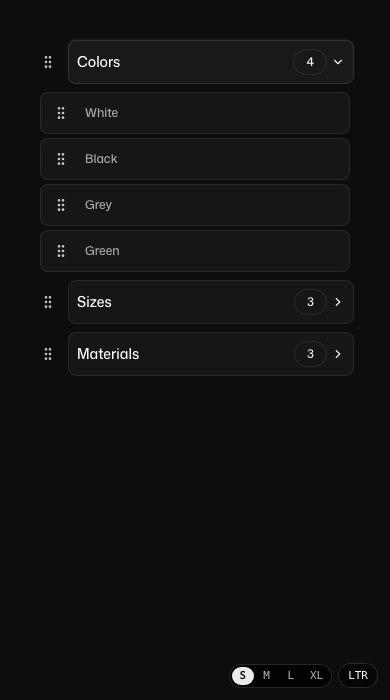 Colors 4
White
Black
Grey
Green
Sizes 3
Materials 3
S M L XL LTR